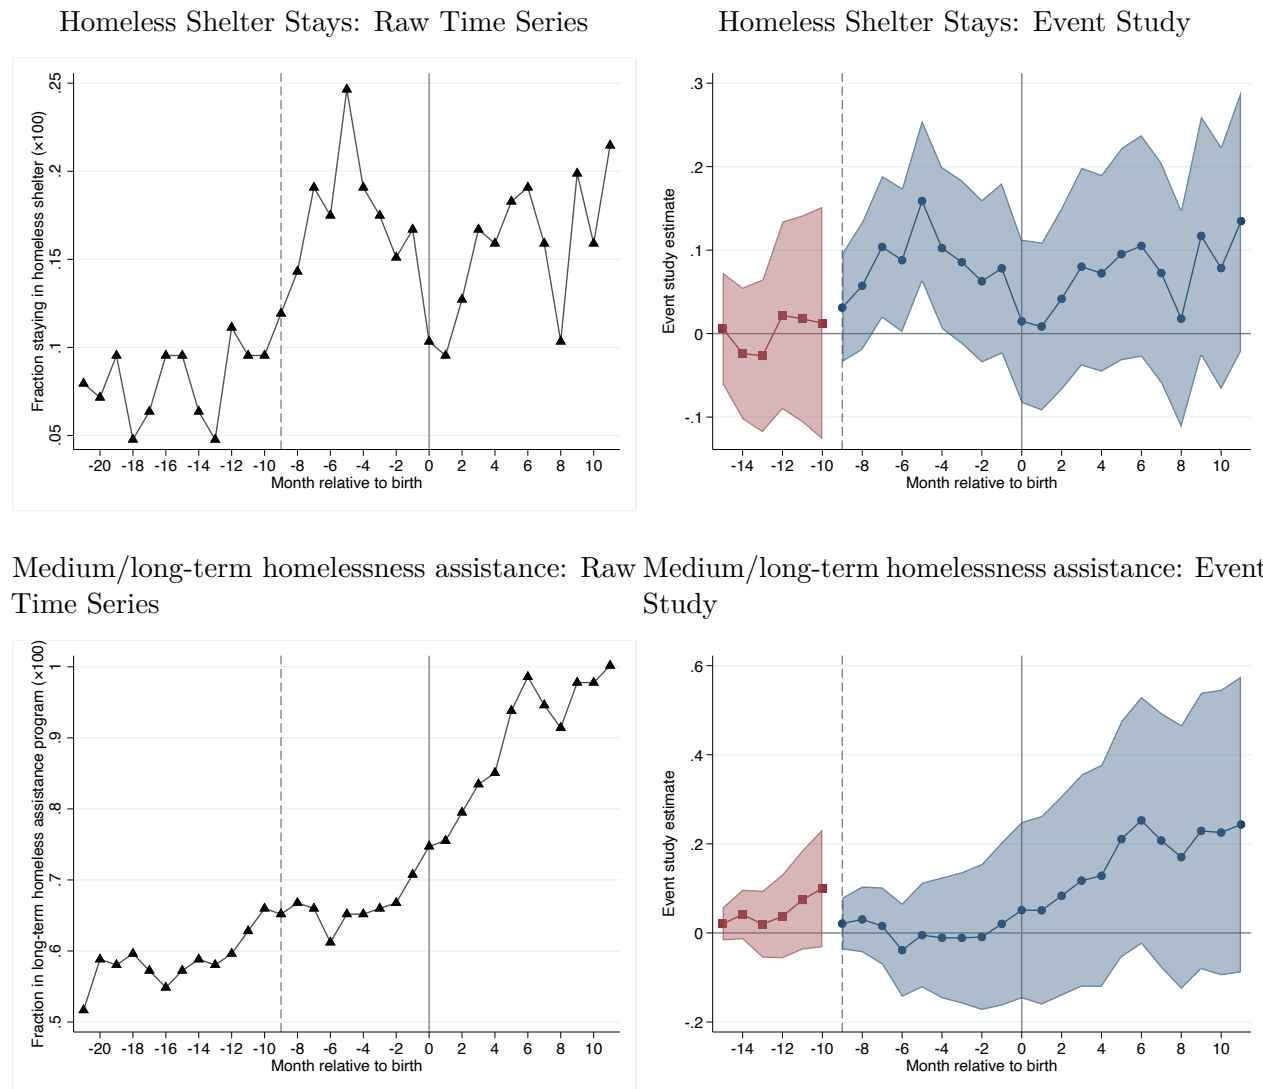 Homeless Shelter Stays: Raw Time Series
Fraction staying in homeless shelter (×100)
.25
.2
.15
.1
.05
-20 -18 -16 -14 -12 -10 -8 -6 -4 -2 0 2 4 6 8 10
Month relative to birth
Homeless Shelter Stays: Event Study
Event study estimate
.3
.2
.1
0
-.1
-14 -12 -10 -8 -6 -4 -2 0 2 4 6 8 10
Month relative to birth
Medium/long-term homelessness assistance: Raw
Time Series
Fraction in long-term homeless assistance program (×100)
1
.9
.8
.7
.6
.5
-20 -18 -16 -14 -12 -10 -8 -6 -4 -2 0 2 4 6 8 10
Month relative to birth
Medium/long-term homelessness assistance: Event
Study
Event study estimate
.6
.4
.2
0
-.2
-14 -12 -10 -8 -6 -4 -2 0 2 4 6 8 10
Month relative to birth